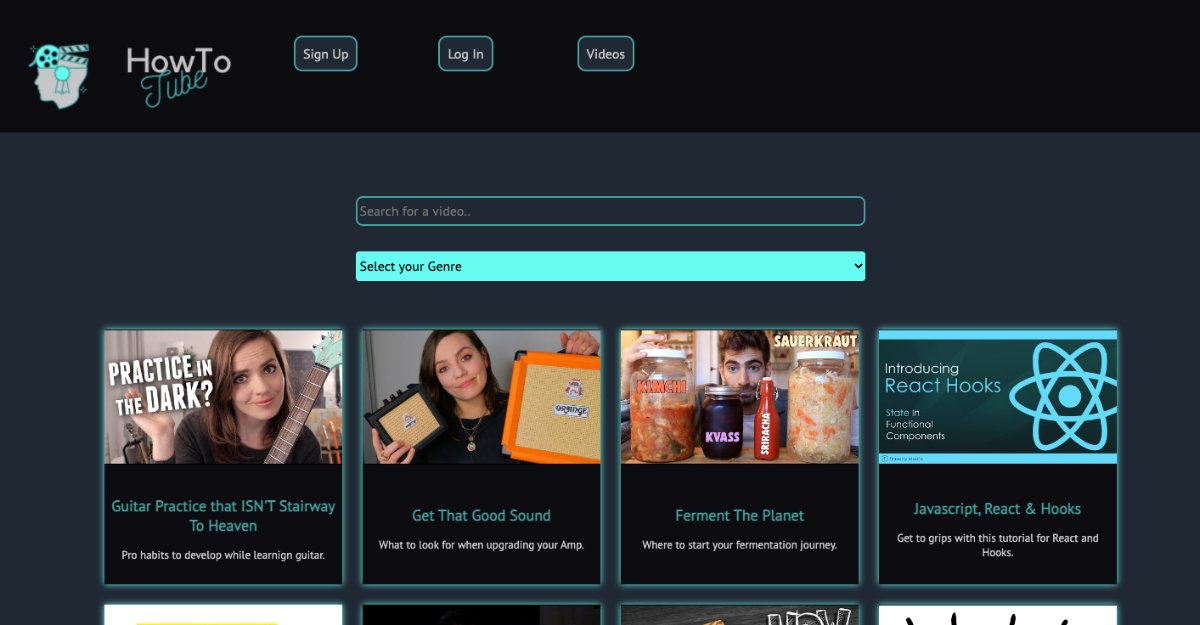 HowTo
Tube
Sign Up
Log In
Videos
Search for a video..
Select your Genre
PRACTICE IN
THE DARK?
ORANGE
SAUERKRAUT
KIMCHI
KVASS
SRIRACHA
Introducing
React Hooks
State in
Functional
Components
Guitar Practice that ISN'T Stairway
To Heaven
Pro habits to develop while learnign guitar.
Get That Good Sound
What to look for when upgrading your Amp.
Ferment The Planet
Where to start your fermentation journey.
Javascript, React & Hooks
Get to grips with this tutorial for React and
Hooks.